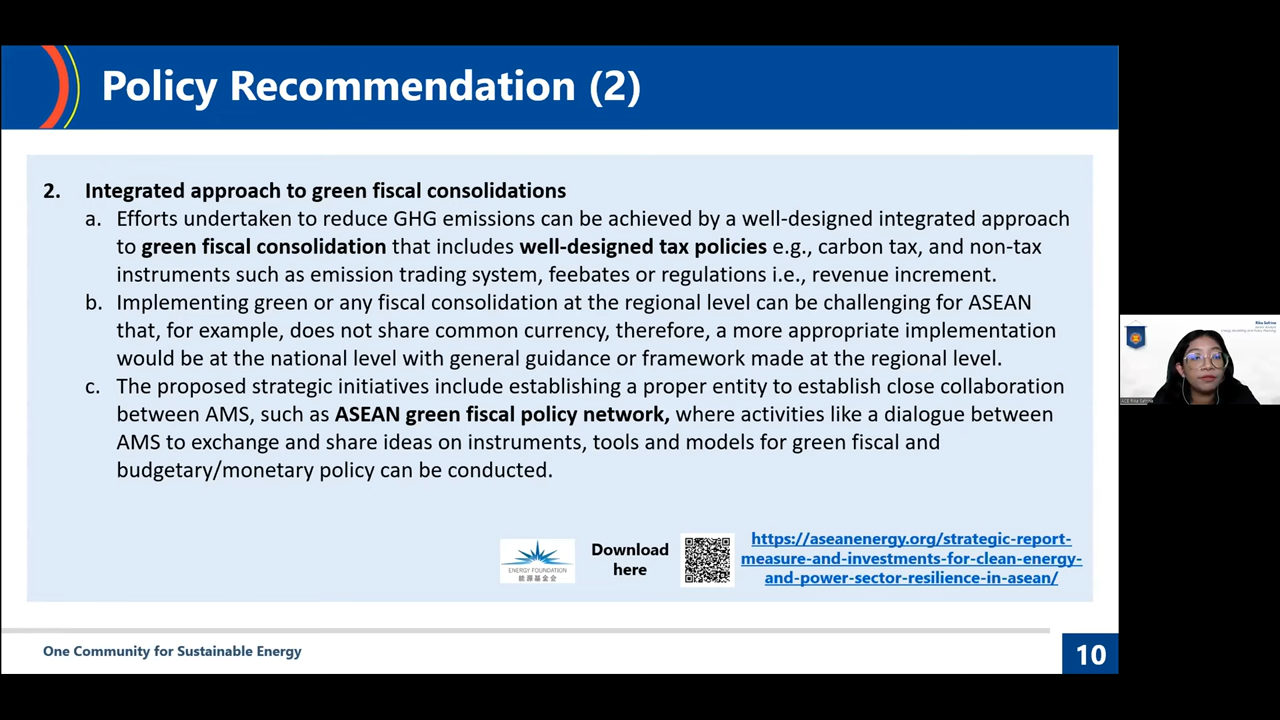 Policy Recommendation (2)
2. Integrated approach to green fiscal consolidations
a. Efforts undertaken to reduce GHG emissions can be achieved by a well-designed integrated approach
to green fiscal consolidation that includes well-designed tax policies e.g., carbon tax, and non-tax
instruments such as emission trading system, feebates or regulations i.e., revenue increment.
b. Implementing green or any fiscal consolidation at the regional level can be challenging for ASEAN
that, for example, does not share common currency, therefore, a more appropriate implementation
would be at the national level with general guidance or framework made at the regional level.
c. The proposed strategic initiatives include establishing a proper entity to establish close collaboration
between AMS, such as ASEAN green fiscal policy network, where activities like a dialogue between
AMS to exchange and share ideas on instruments, tools and models for green fiscal and
budgetary/monetary policy can be conducted.
ENERGY FOUNDATION
能源基金会
Download
here
https://aseanenergy.org/strategic-report-
measure-and-investments-for-clean-energy-
and-power-sector-resilience-in-asean/
One Community for Sustainable Energy
10